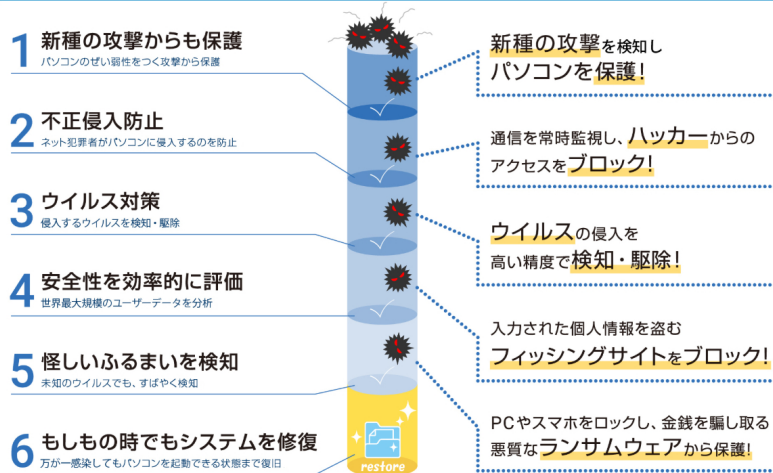 1 新種の攻撃からも保護
パソコンのぜい弱性をつく攻撃から保護
2 不正侵入防止
ネット犯罪者がパソコンに侵入するのを防止
3 ウイルス対策
侵入するウイルスを検知・駆除
4 安全性を効率的に評価
世界最大規模のユーザーデータを分析
5 怪しいふるまいを検知
未知のウイルスでも、すばやく検知
6 もしもの時でもシステムを修復
万が一感染してもパソコンを起動できる状態まで復旧
restore
新種の攻撃を検知し
パソコンを保護!
通信を常時監視し、ハッカーからの
アクセスをブロック!
ウイルスの侵入を
高い精度で検知・駆除!
入力された個人情報を盗む
フィッシングサイトをブロック!
PCやスマホをロックし、金銭を騙し取る
悪質なランサムウェアから保護!